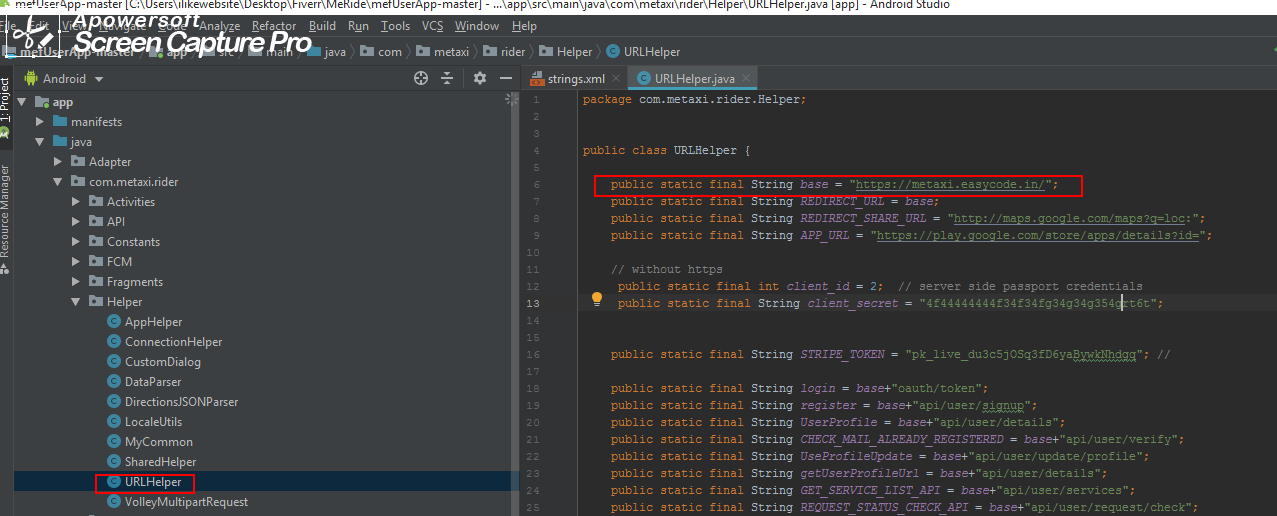 mefUserApp-master [C:\Users\ilikewebsite\Desktop\Fiverr\MeRide\mefUserApp-master] - ...\app\src\main\java\com\metaxi\rider\Helper\URLHelper.java [app] - Android Studio
File Edit View Navigate Code Analyze Refactor Build Run Tools VCS Window Help
Apowersoft
Screen Capture Pro
mefUserApp-master app src main java com metaxi rider Helper URLHelper
Android
strings.xml URLHelper.java
1: Project
Resource Manager
app
manifests
java
Adapter
com.metaxi.rider
Activities
API
Constants
FCM
Fragments
Helper
AppHelper
ConnectionHelper
CustomDialog
DataParser
DirectionsJSONParser
LocaleUtils
MyCommon
SharedHelper
URLHelper
VolleyMultipartRequest
1 package com.metaxi.rider.Helper;
2
3
4 public class URLHelper {
5
6 public static final String base = "https://metaxi.easycode.in/";
7 public static final String REDIRECT_URL = base;
8 public static final String REDIRECT_SHARE_URL = "http://maps.google.com/maps?q=loc:";
9 public static final String APP_URL = "https://play.google.com/store/apps/details?id=";
10
11 // without https
12 public static final int client_id = 2; // server side passport credentials
13 public static final String client_secret = "4f44444444f34f34fg34g34g354grt6t";
14
15
16 public static final String STRIPE_TOKEN = "pk_live_du3c5jOSq3fD6yaBywkNhdgq"; //
17
18 public static final String login = base+"oauth/token";
19 public static final String register = base+"api/user/signup";
20 public static final String UserProfile = base+"api/user/details";
21 public static final String CHECK_MAIL_ALREADY_REGISTERED = base+"api/user/verify";
22 public static final String UseProfileUpdate = base+"api/user/update/profile";
23 public static final String getUserProfileUrl = base+"api/user/details";
24 public static final String GET_SERVICE_LIST_API = base+"api/user/services";
25 public static final String REQUEST_STATUS_CHECK_API = base+"api/user/request/check";